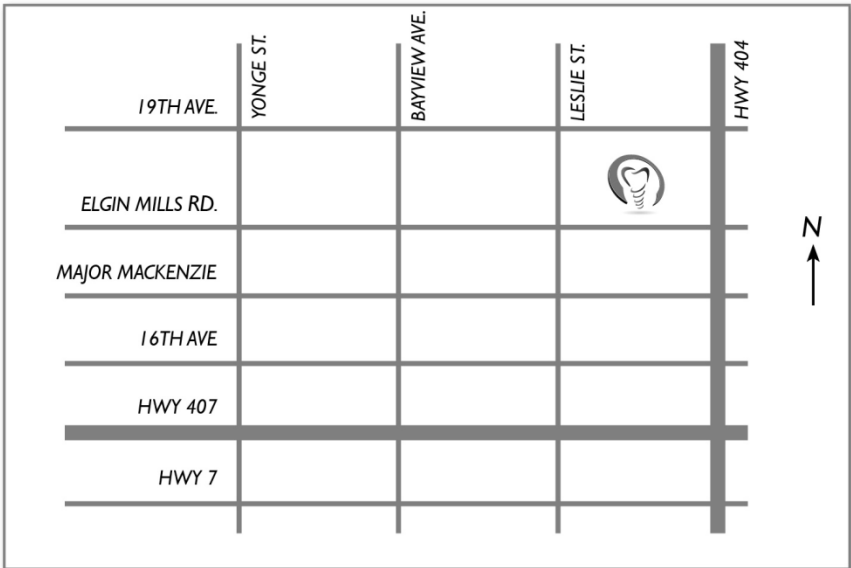 YONGE ST.
BAYVIEW AVE.
LESLIE ST.
HWY 404
19TH AVE.
ELGIN MILLS RD.
N
MAJOR MACKENZIE
16TH AVE
HWY 407
HWY 7